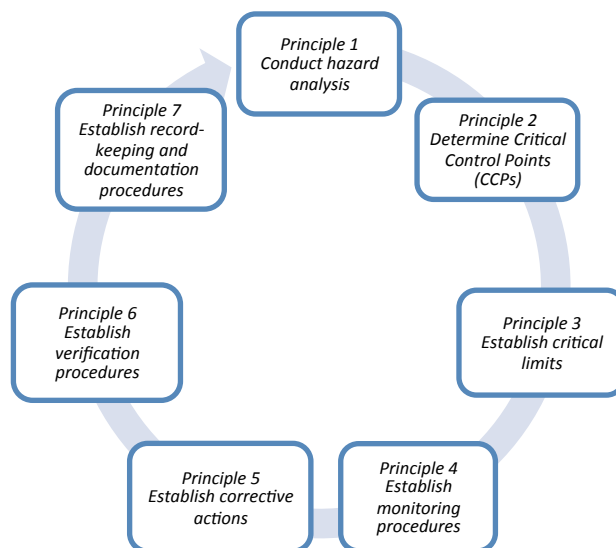 Principle 1
Conduct hazard
analysis
Principle 2
Determine Critical
Control Points
(CCPs)
Principle 3
Establish critical
limits
Principle 4
Establish
monitoring
procedures
Principle 5
Establish corrective
actions
Principle 6
Establish
verification
procedures
Principle 7
Establish record-
keeping and
documentation
procedures